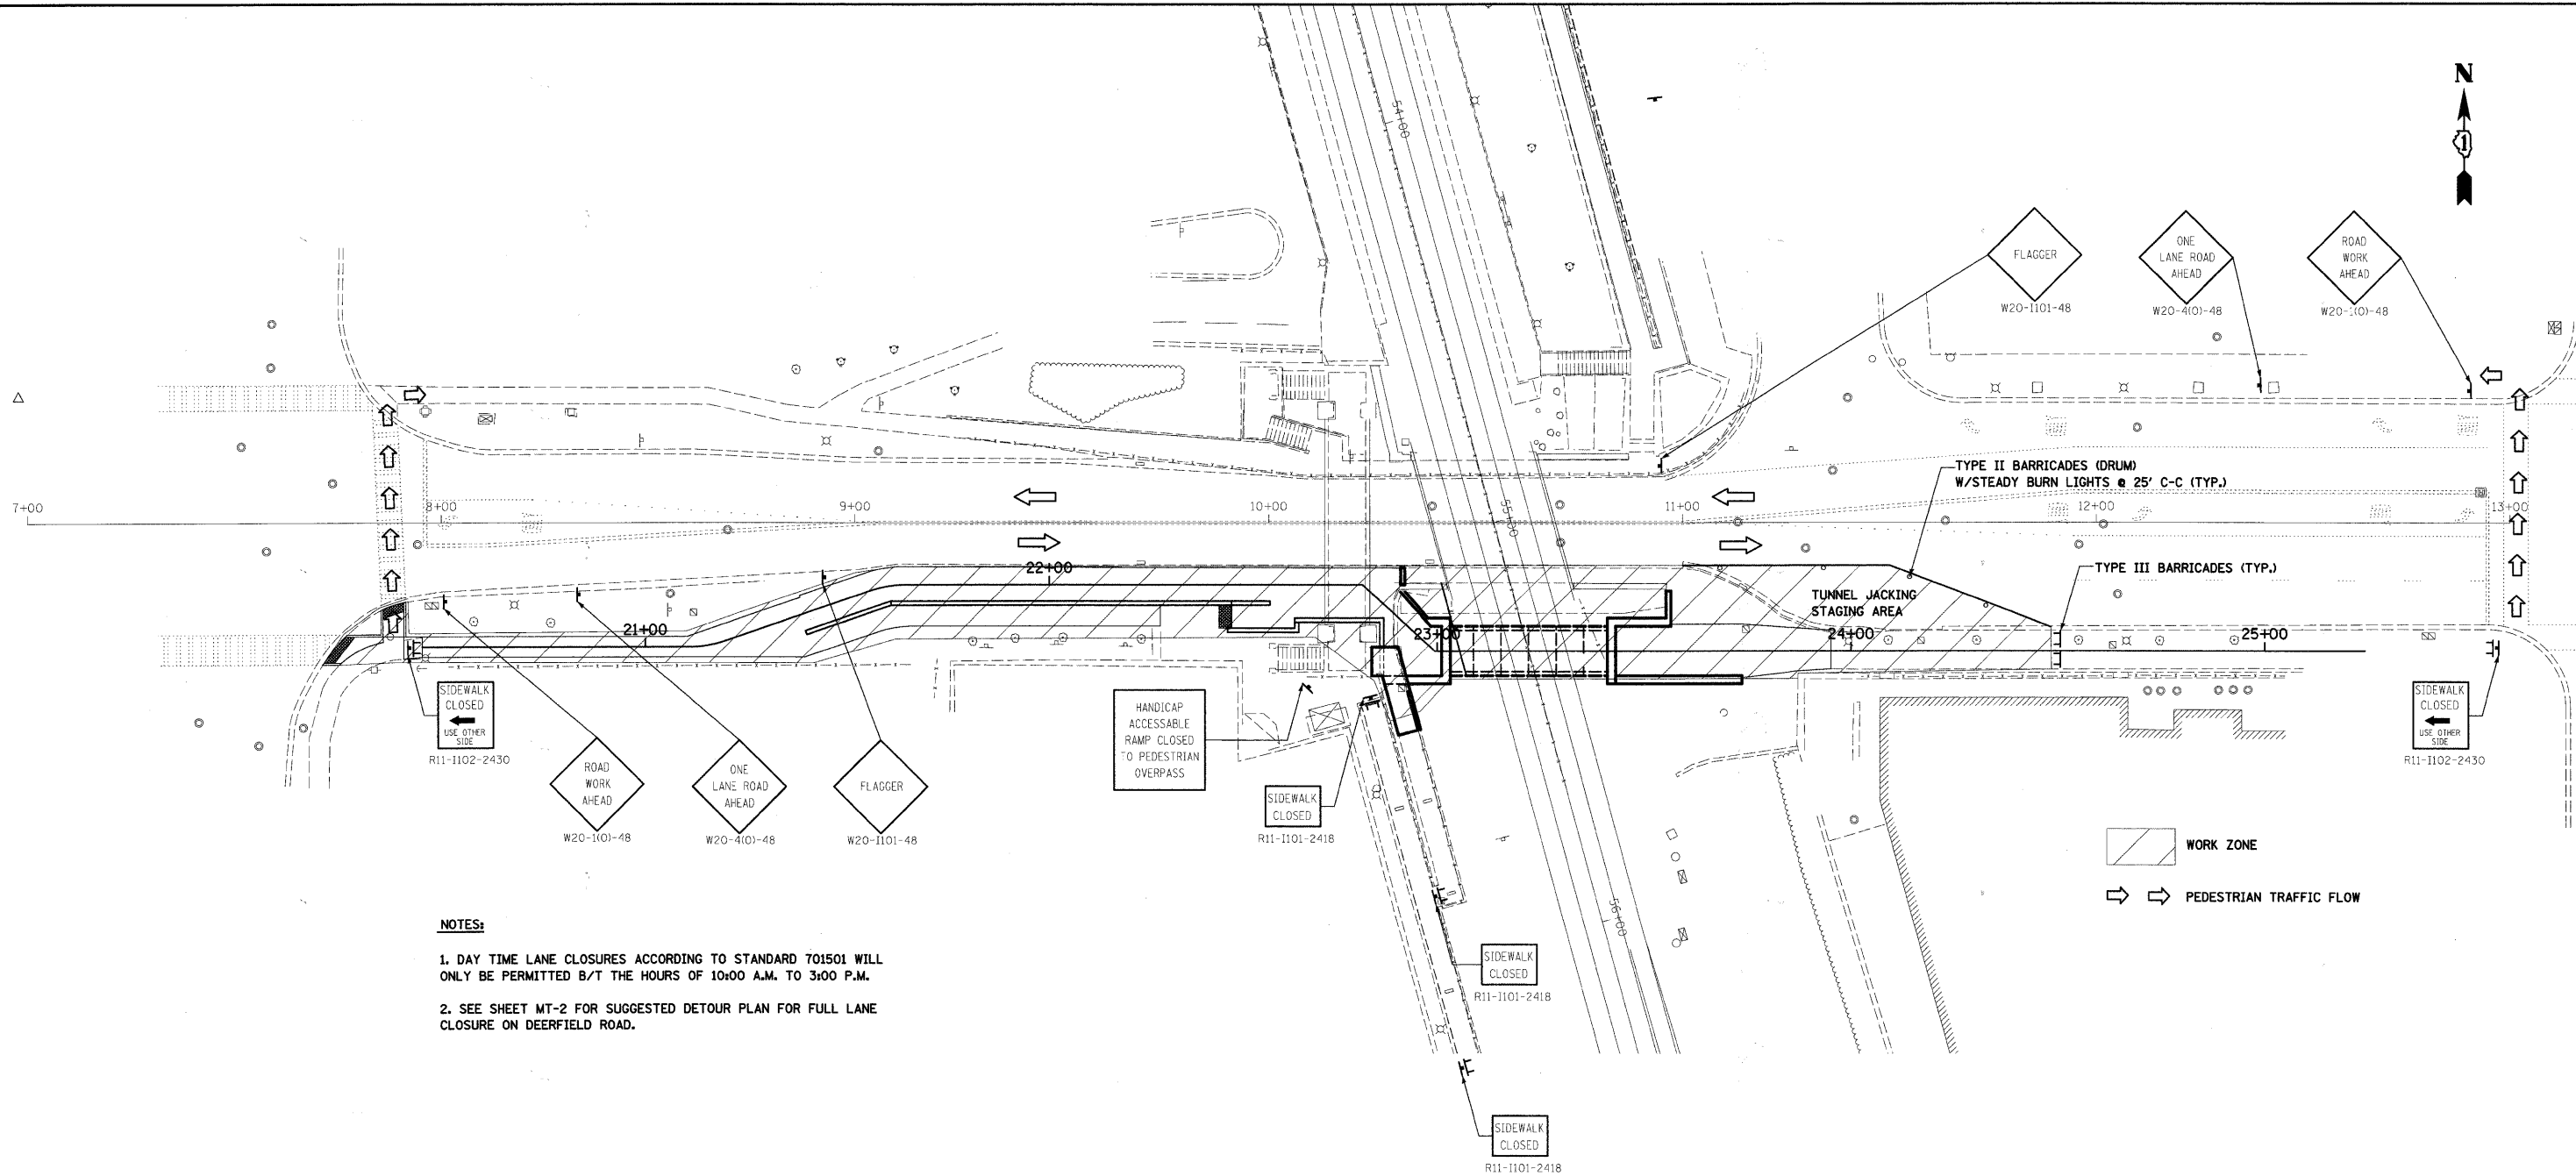 N
1
54+00
FLAGGER
W20-I101-48
ONE
LANE ROAD
AHEAD
W20-4(O)-48
ROAD
WORK
AHEAD
W20-1(O)-48
TYPE II BARRICADES (DRUM)
W/STEADY BURN LIGHTS @ 25' C-C (TYP.)
7+00
8+00
9+00
10+00
11+00
12+00
13+00
55+00
TYPE III BARRICADES (TYP.)
22+00
TUNNEL JACKING
STAGING AREA
21+00
23+00
24+00
25+00
SIDEWALK
CLOSED
USE OTHER
SIDE
R11-I102-2430
ROAD
WORK
AHEAD
W20-1(O)-48
ONE
LANE ROAD
AHEAD
W20-4(O)-48
FLAGGER
W20-I101-48
HANDICAP
ACCESSABLE
RAMP CLOSED
TO PEDESTRIAN
OVERPASS
SIDEWALK
CLOSED
R11-I101-2418
SIDEWALK
CLOSED
USE OTHER
SIDE
R11-I102-2430
WORK ZONE
PEDESTRIAN TRAFFIC FLOW
56+00
NOTES:
1. DAY TIME LANE CLOSURES ACCORDING TO STANDARD 701501 WILL
ONLY BE PERMITTED B/T THE HOURS OF 10:00 A.M. TO 3:00 P.M.
2. SEE SHEET MT-2 FOR SUGGESTED DETOUR PLAN FOR FULL LANE
CLOSURE ON DEERFIELD ROAD.
SIDEWALK
CLOSED
R11-I101-2418
SIDEWALK
CLOSED
R11-I101-2418